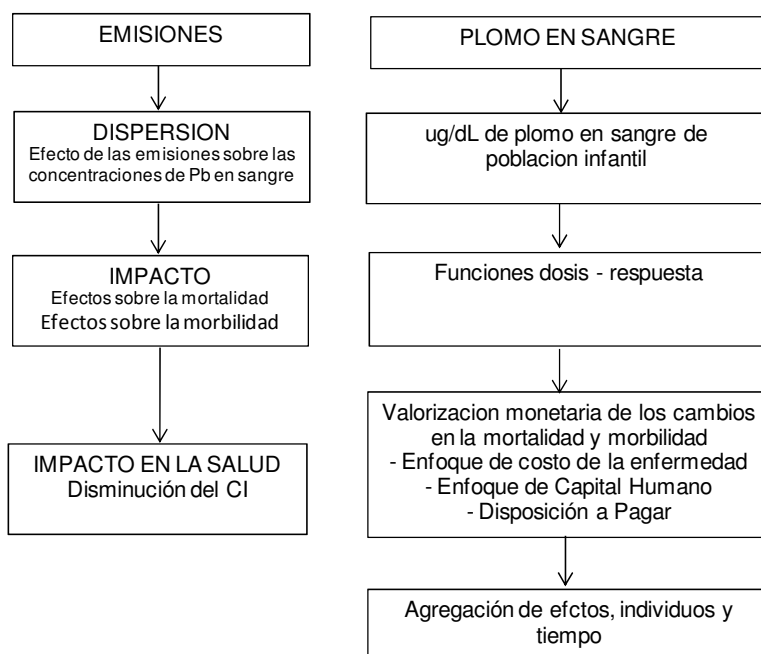 EMISIONES
DISPERSION
Efecto de las emisiones sobre las
concentraciones de Pb en sangre
IMPACTO
Efectos sobre la mortalidad
Efectos sobre la morbilidad
IMPACTO EN LA SALUD
Disminución del CI
PLOMO EN SANGRE
ug/dL de plomo en sangre de
poblacion infantil
Funciones dosis - respuesta
Valorizacion monetaria de los cambios
en la mortalidad y morbilidad
- Enfoque de costo de la enfermedad
- Enfoque de Capital Humano
- Disposición a Pagar
Agregación de efctos, individuos y
tiempo